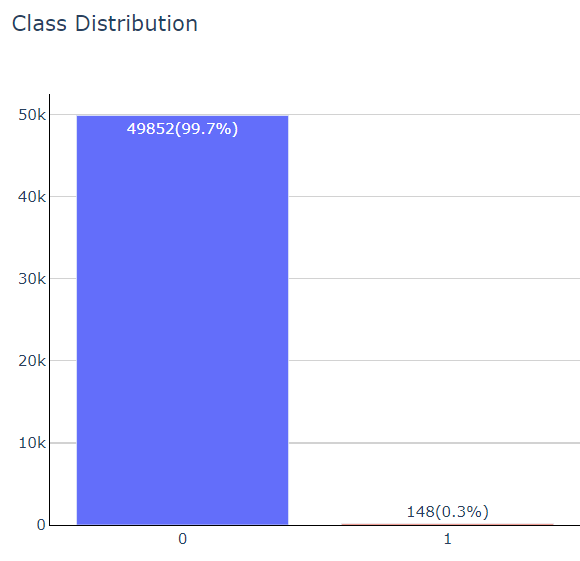 Class Distribution
50k
49852(99.7%)
40k
30k
20k
10k
148(0.3%)
0
0
1